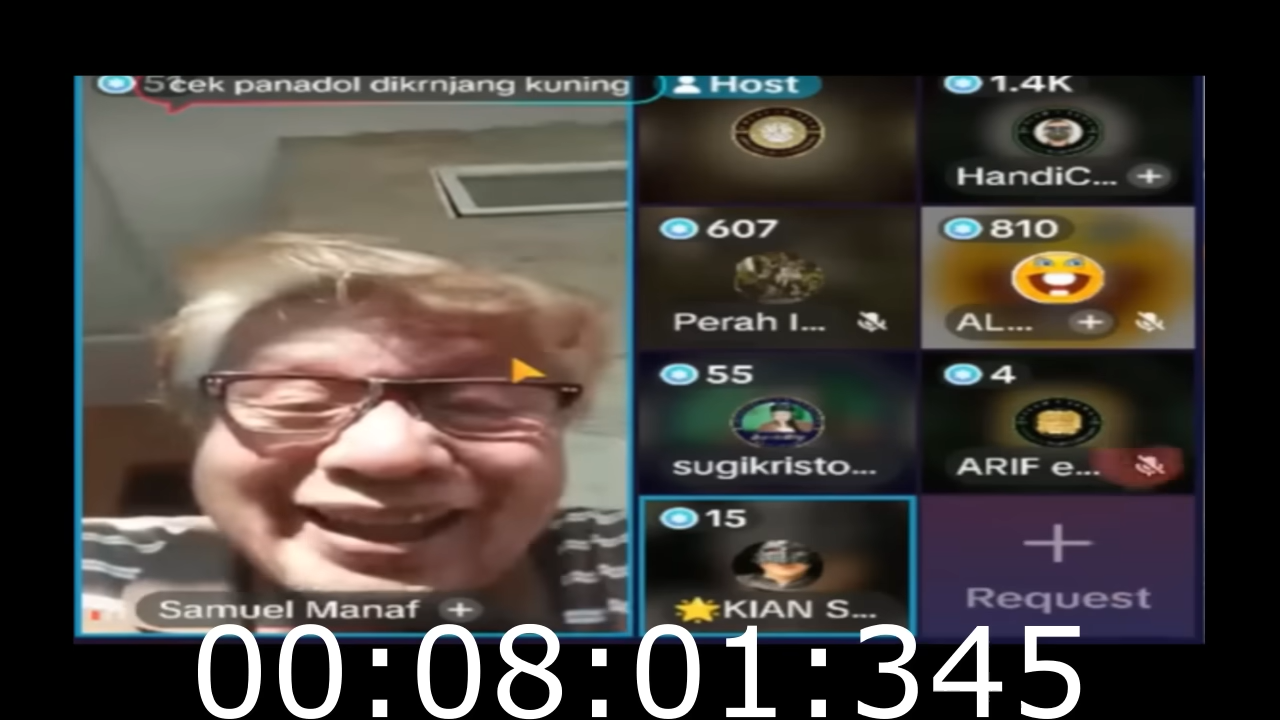 cek panadol dikrnjang kuning
Host
1.4K
HandiC...
607
810
Perah I...
AL...
55
4
sugikristo...
ARIF e...
15
Samuel Manaf +
🌟KIAN S...
Request
00:08:01:345